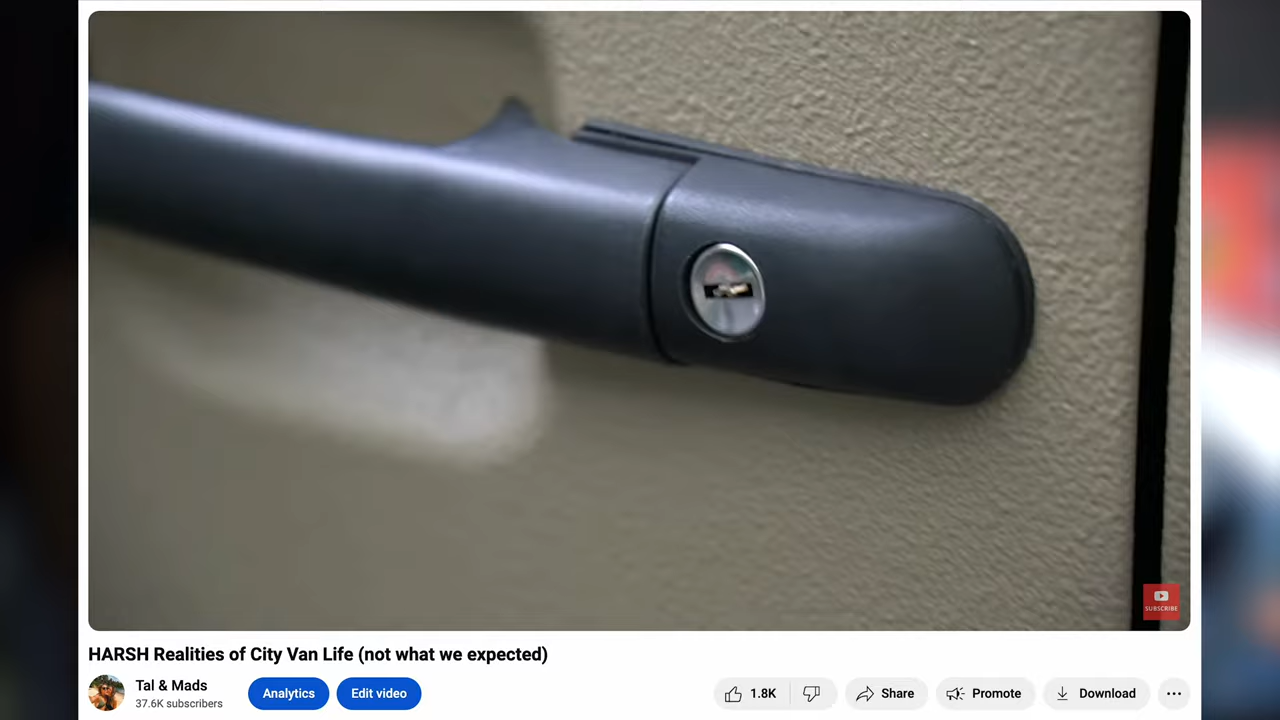 SUBSCRIBE
HARSH Realities of City Van Life (not what we expected)
Tal & Mads
37.6K subscribers
Analytics
Edit video
1.8K
Share
Promote
Download